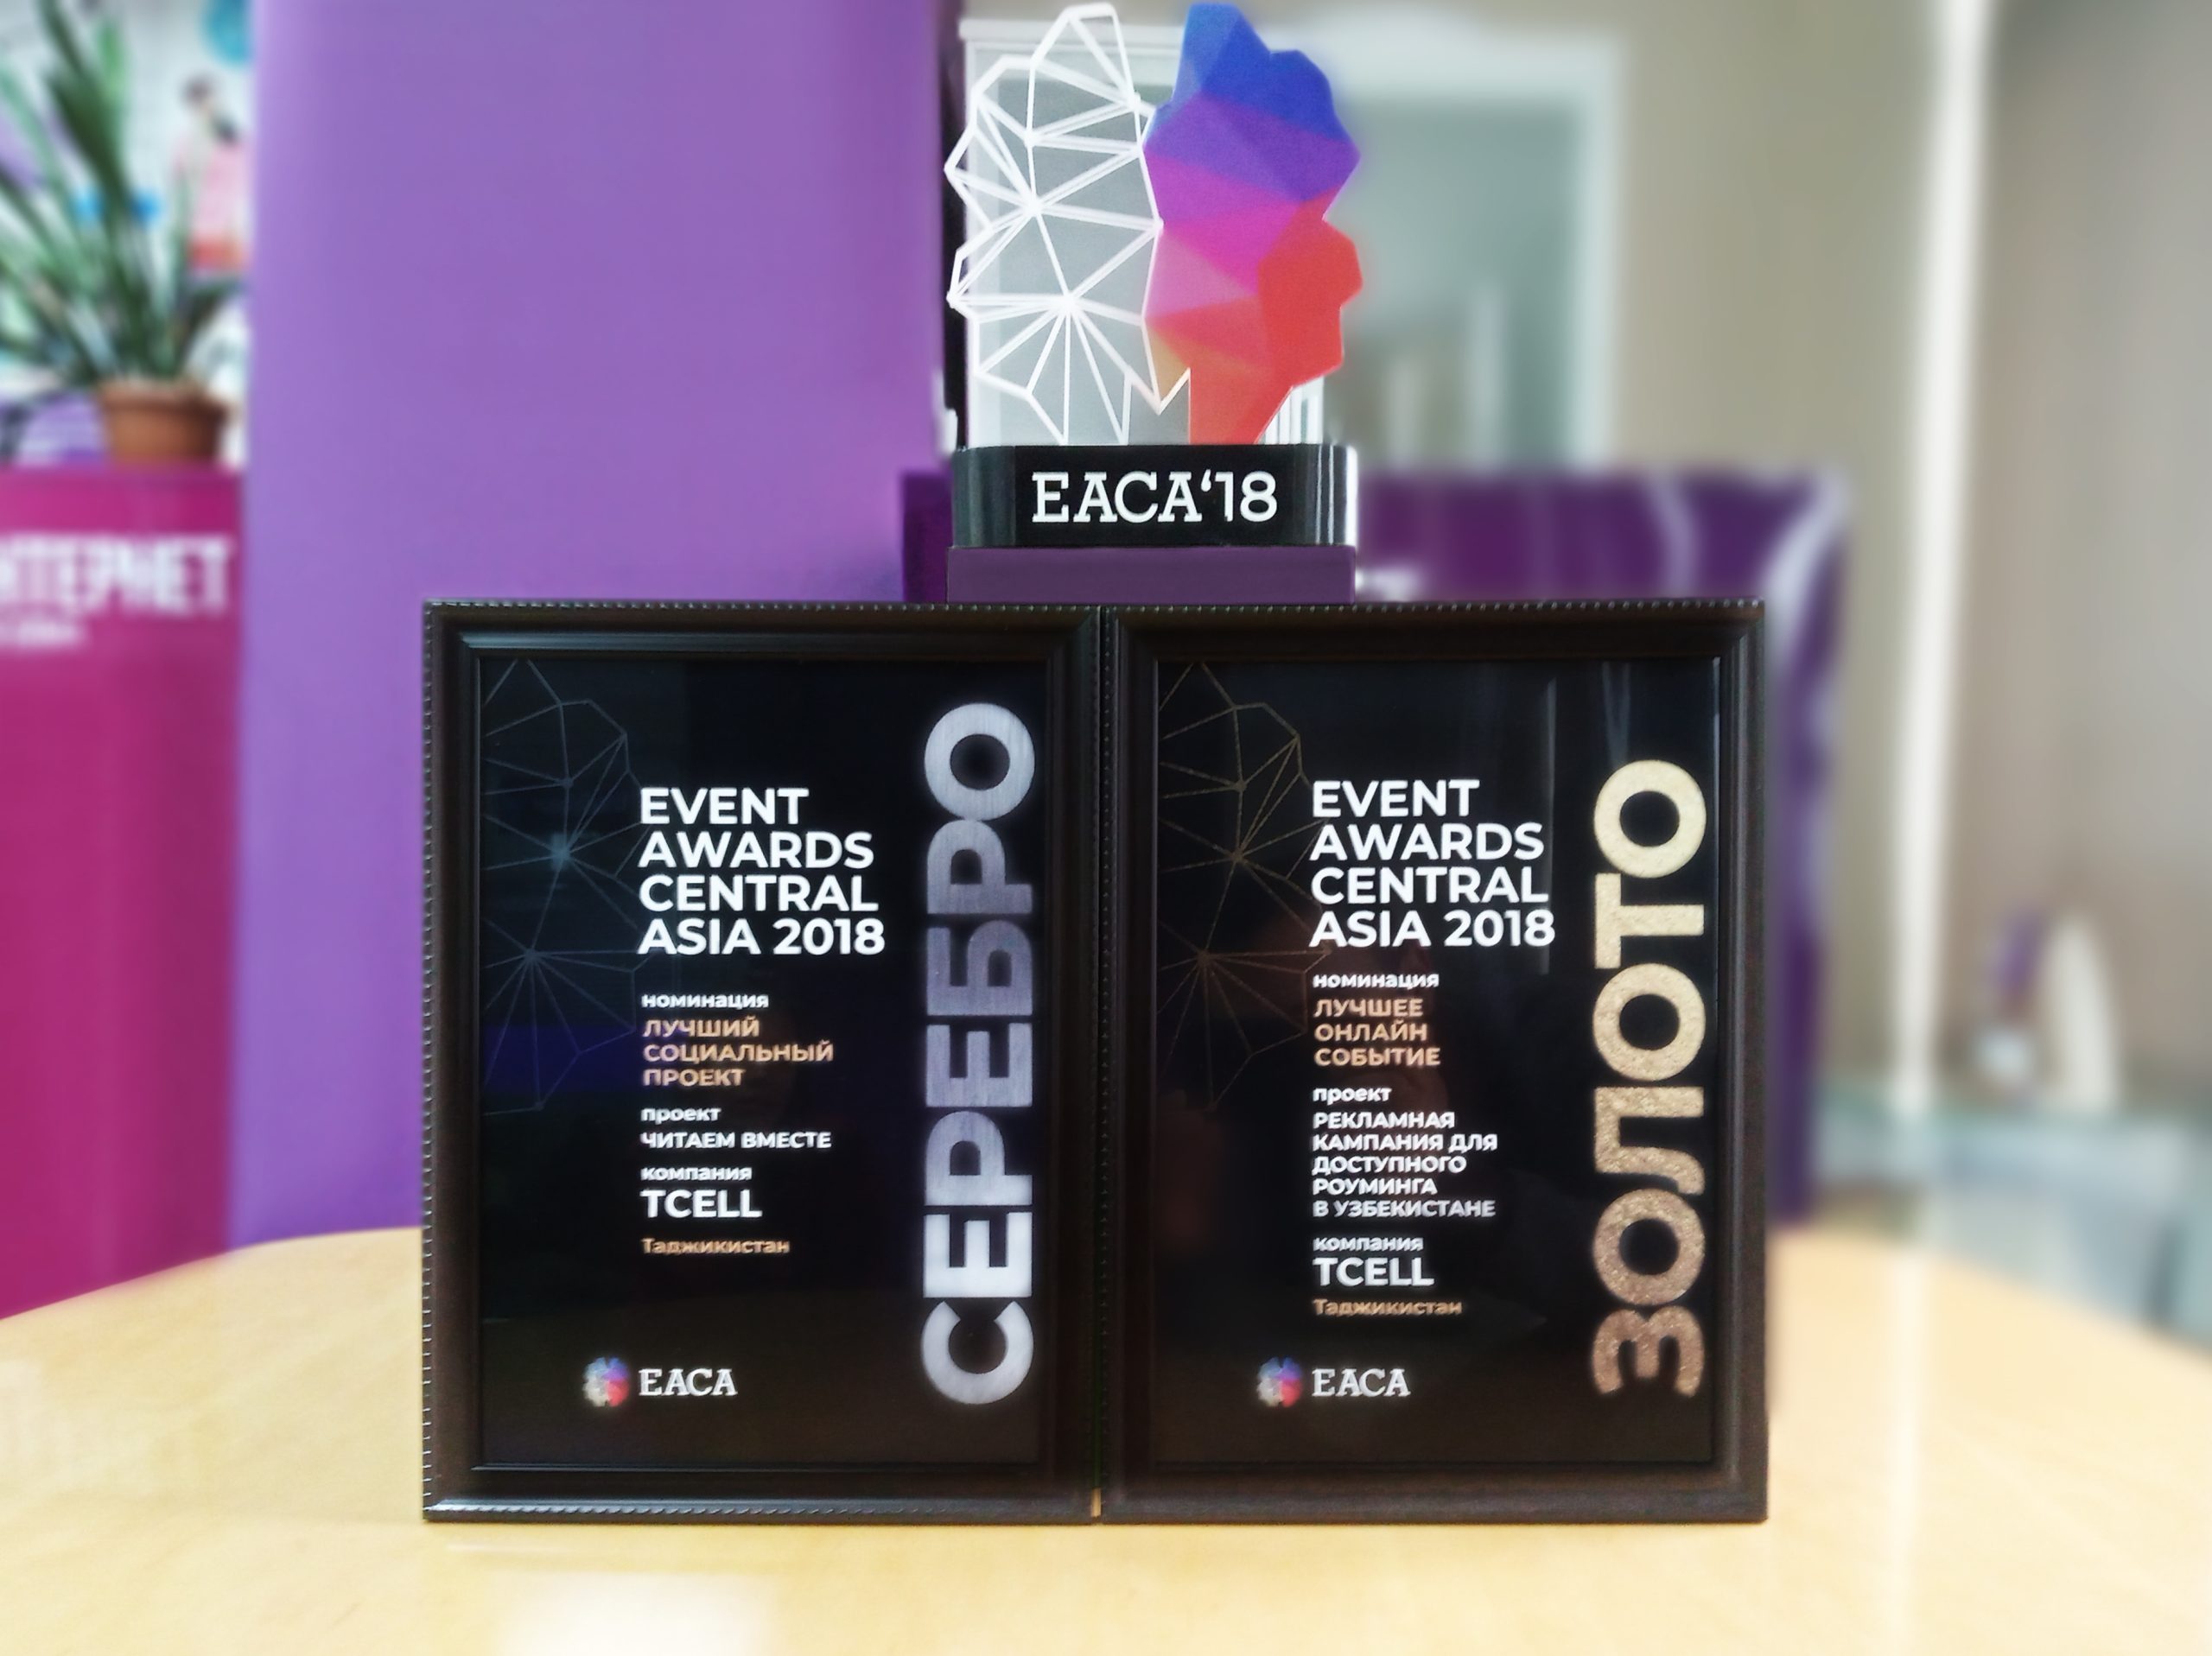 EACA‘18
НТЕРНЕТ
EVENT
AWARDS
CENTRAL
ASIA 2018
номинация
ЛУЧШИЙ
СОЦИАЛЬНЫЙ
ПРОЕКТ
проект
ЧИТАЕМ ВМЕСТЕ
компания
TCELL
Таджикистан
EACA
СЕРЕБРО
EVENT
AWARDS
CENTRAL
ASIA 2018
номинация
ЛУЧШЕЕ
ОНЛАЙН
СОБЫТИЕ
проект
РЕКЛАМНАЯ
КАМПАНИЯ ДЛЯ
ДОСТУПНОГО
РОУМИНГА
В УЗБЕКИСТАНЕ
компания
TCELL
Таджикистан
EACA
ЗОЛОТО